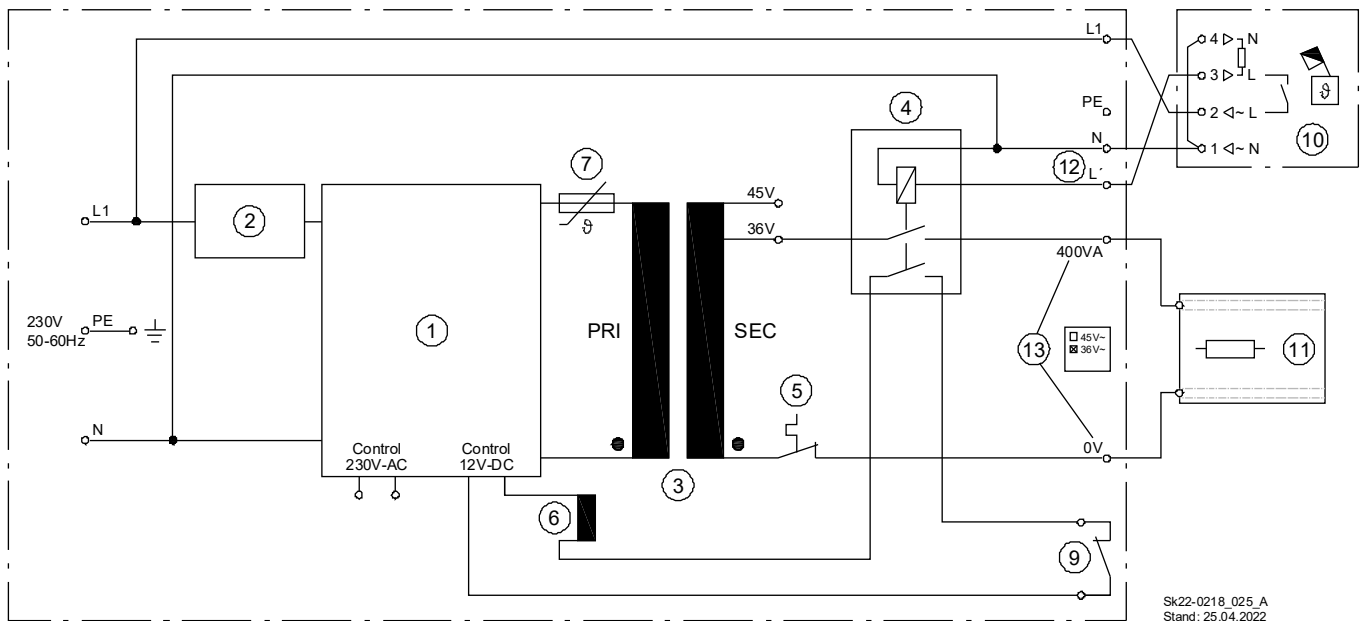 L1
4 ▷ N
3 ▷ L
ϑ
PE
4
2 ◁~ L
10
N
1 ◁~ N
7
12
L´
45V
L1
2
ϑ
36V
400VA
230V
50-60Hz
PE
1
PRI
SEC
13
☐ 45V~
☒ 36V~
11
5
N
Control
230V-AC
Control
12V-DC
0V
3
6
9
Sk22-0218_025_A
Stand: 25.04.2022